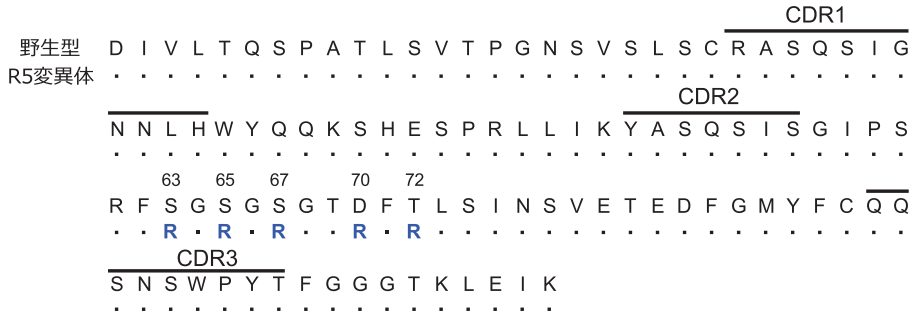 CDR1
野生型 D I V L T Q S P A T L S V T P G N S V S L S C R A S Q S I G
R5変異体 . . . . . . . . . . . . . . . . . . . . . . . . . . . . . .
CDR2
N N L H W Y Q Q K S H E S P R L L I K Y A S Q S I S G I P S
. . . . . . . . . . . . . . . . . . . . . . . . . . . . . .
63 65 67 70 72
R F S G S G S G T D F T L S I N S V E T E D F G M Y F C Q Q
. . R . R . R . . R . R . . . . . . . . . . . . . . . . . .
CDR3
S N S W P Y T F G G G T K L E I K
. . . . . . . . . . . . . . . . .